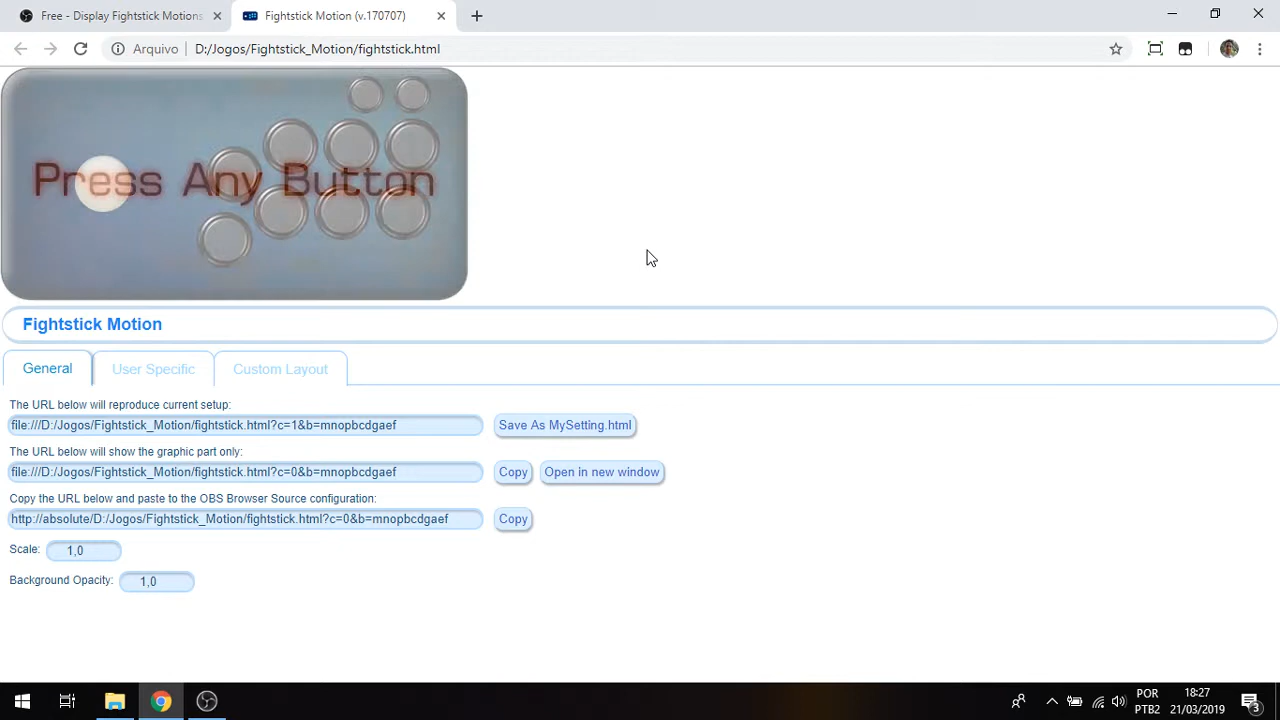 Free - Display Fightstick Motions
Fightstick Motion (v.170707)
Arquivo
D:/Jogos/Fightstick_Motion/fightstick.html
Press Any Button
Fightstick Motion
General
User Specific
Custom Layout
The URL below will reproduce current setup:
file:///D:/Jogos/Fightstick_Motion/fightstick.html?c=1&b=mnopbcdgaef
Save As MySetting.html
The URL below will show the graphic part only:
file:///D:/Jogos/Fightstick_Motion/fightstick.html?c=0&b=mnopbcdgaef
Copy
Open in new window
Copy the URL below and paste to the OBS Browser Source configuration:
http://absolute/D:/Jogos/Fightstick_Motion/fightstick.html?c=0&b=mnopbcdgaef
Copy
Scale:
1,0
Background Opacity:
1,0
POR
PTB2
18:27
21/03/2019
3